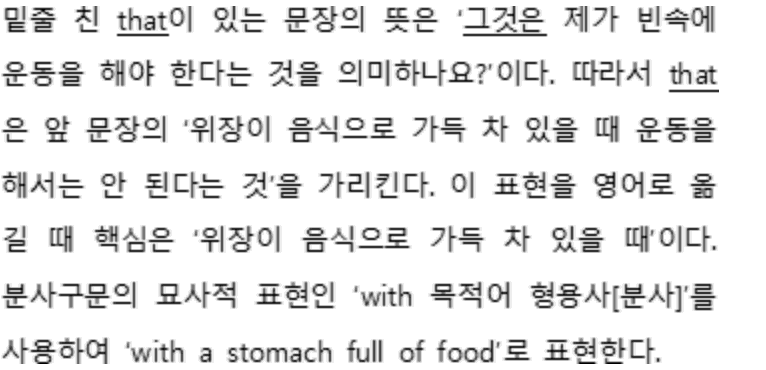 밑줄 친 that이 있는 문장의 뜻은 ‘그것은 제가 빈속에
운동을 해야 한다는 것을 의미하나요?’이다. 따라서 that
은 앞 문장의 ‘위장이 음식으로 가득 차 있을 때 운동을
해서는 안 된다는 것’을 가리킨다. 이 표현을 영어로 옮
길 때 핵심은 ‘위장이 음식으로 가득 차 있을 때’이다.
분사구문의 묘사적 표현인 ‘with 목적어 형용사[분사]’를
사용하여 ‘with a stomach full of food’로 표현한다.